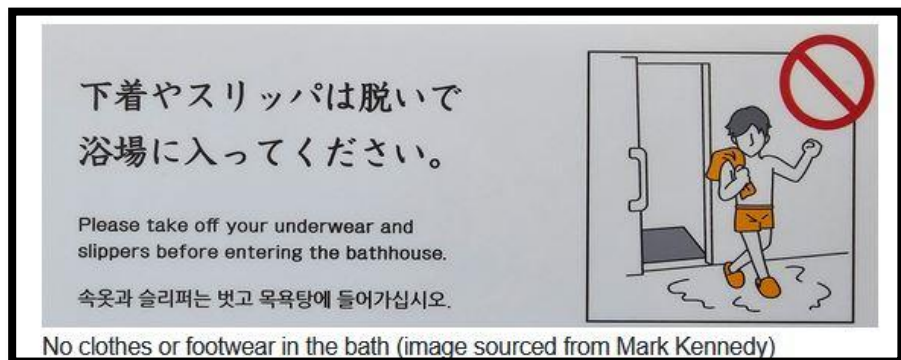 下着やスリッパは脱いで
浴場に入ってください。
Please take off your underwear and
slippers before entering the bathhouse.
속옷과 슬리퍼는 벗고 목욕탕에 들어가십시오.
No clothes or footwear in the bath (image sourced from Mark Kennedy)